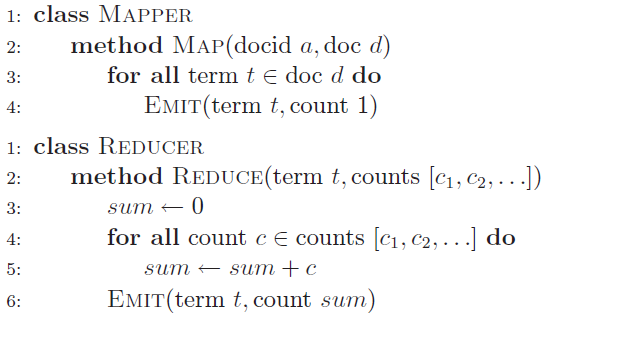 1: class MAPPER
2: method MAP(docid a, doc d)
3: for all term t ∈ doc d do
4: EMIT(term t, count 1)
1: class REDUCER
2: method REDUCE(term t, counts [c₁, c₂, . . .])
3: sum ← 0
4: for all count c ∈ counts [c₁, c₂, . . .] do
5: sum ← sum + c
6: EMIT(term t, count sum)